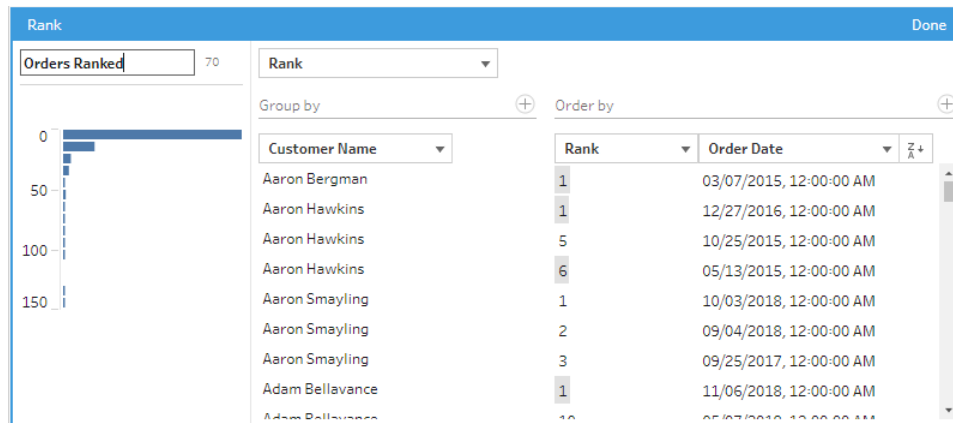 Rank Done
Orders Ranked 70 Rank
Group by Order by
0
Customer Name Rank Order Date Z A
Aaron Bergman 1 03/07/2015, 12:00:00 AM
50
Aaron Hawkins 1 12/27/2016, 12:00:00 AM
Aaron Hawkins 5 10/25/2015, 12:00:00 AM
100
Aaron Hawkins 6 05/13/2015, 12:00:00 AM
150
Aaron Smayling 1 10/03/2018, 12:00:00 AM
Aaron Smayling 2 09/04/2018, 12:00:00 AM
Aaron Smayling 3 09/25/2017, 12:00:00 AM
Adam Bellavance 1 11/06/2018, 12:00:00 AM
Adam Bellavance